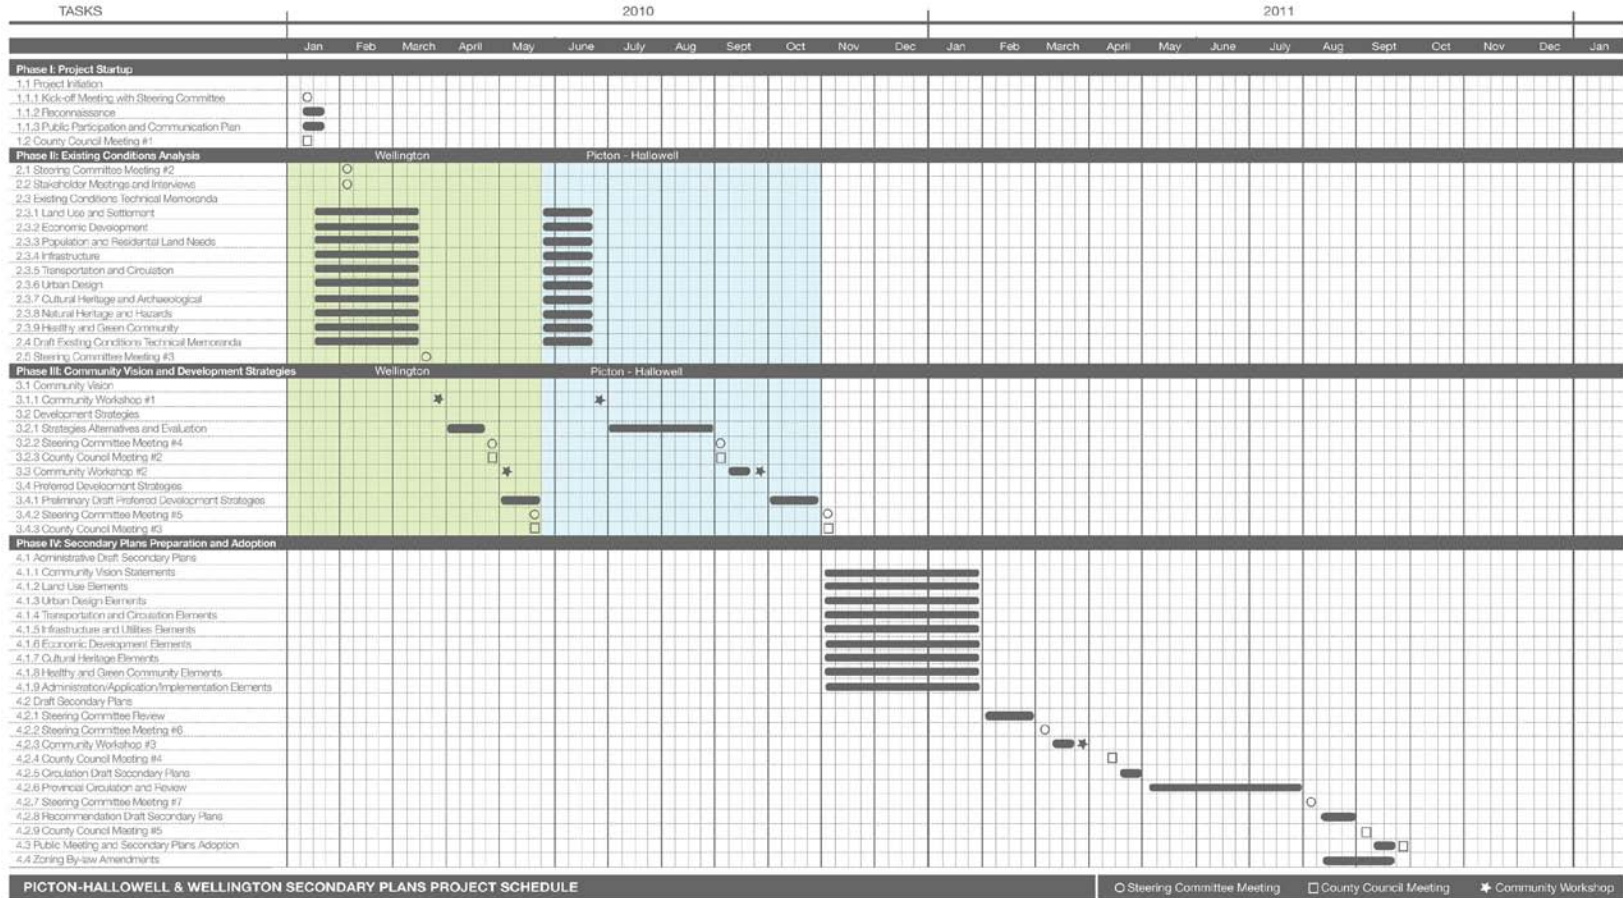 TASKS 2010 2011
Jan Feb March April May June July Aug Sept Oct Nov Dec Jan Feb March April May June July Aug Sept Oct Nov Dec Jan
Phase I: Project Startup
1.1 Project Initiation
1.1.1 Kick-off Meeting with Steering Committee
1.1.2 Reconnaissance
1.1.3 Public Participation and Communication Plan
1.2 County Council Meeting #1
Phase II: Existing Conditions Analysis Wellington Picton - Hallowell
2.1 Steering Committee Meeting #2
2.2 Stakeholder Meetings and Interviews
2.3 Existing Conditions Technical Memoranda
2.3.1 Land Use and Settlement
2.3.2 Economic Development
2.3.3 Population and Residential Land Needs
2.3.4 Infrastructure
2.3.5 Transportation and Circulation
2.3.6 Urban Design
2.3.7 Cultural Heritage and Archaeological
2.3.8 Natural Heritage and Hazards
2.3.9 Healthy and Green Community
2.4 Draft Existing Conditions Technical Memoranda
2.5 Steering Committee Meeting #3
Phase III: Community Vision and Development Strategies Wellington Picton - Hallowell
3.1 Community Vision
3.1.1 Community Workshop #1
3.2 Development Strategies
3.2.1 Strategies Alternatives and Evaluation
3.2.2 Steering Committee Meeting #4
3.2.3 County Council Meeting #2
3.3 Community Workshop #2
3.4 Preferred Development Strategies
3.4.1 Preliminary Draft Preferred Development Strategies
3.4.2 Steering Committee Meeting #5
3.4.3 County Council Meeting #3
Phase IV: Secondary Plans Preparation and Adoption
4.1 Administrative Draft Secondary Plans
4.1.1 Community Vision Statements
4.1.2 Land Use Elements
4.1.3 Urban Design Elements
4.1.4 Transportation and Circulation Elements
4.1.5 Infrastructure and Utilities Elements
4.1.6 Economic Development Elements
4.1.7 Cultural Heritage Elements
4.1.8 Healthy and Green Community Elements
4.1.9 Administration/Application/Implementation Elements
4.2 Draft Secondary Plans
4.2.1 Steering Committee Review
4.2.2 Steering Committee Meeting #6
4.2.3 Community Workshop #3
4.2.4 County Council Meeting #4
4.2.5 Circulation Draft Secondary Plans
4.2.6 Provincial Circulation and Review
4.2.7 Steering Committee Meeting #7
4.2.8 Recommendation Draft Secondary Plans
4.2.9 County Council Meeting #5
4.3 Public Meeting and Secondary Plans Adoption
4.4 Zoning By-law Amendments
PICTON-HALLOWELL & WELLINGTON SECONDARY PLANS PROJECT SCHEDULE Steering Committee Meeting County Council Meeting Community Workshop